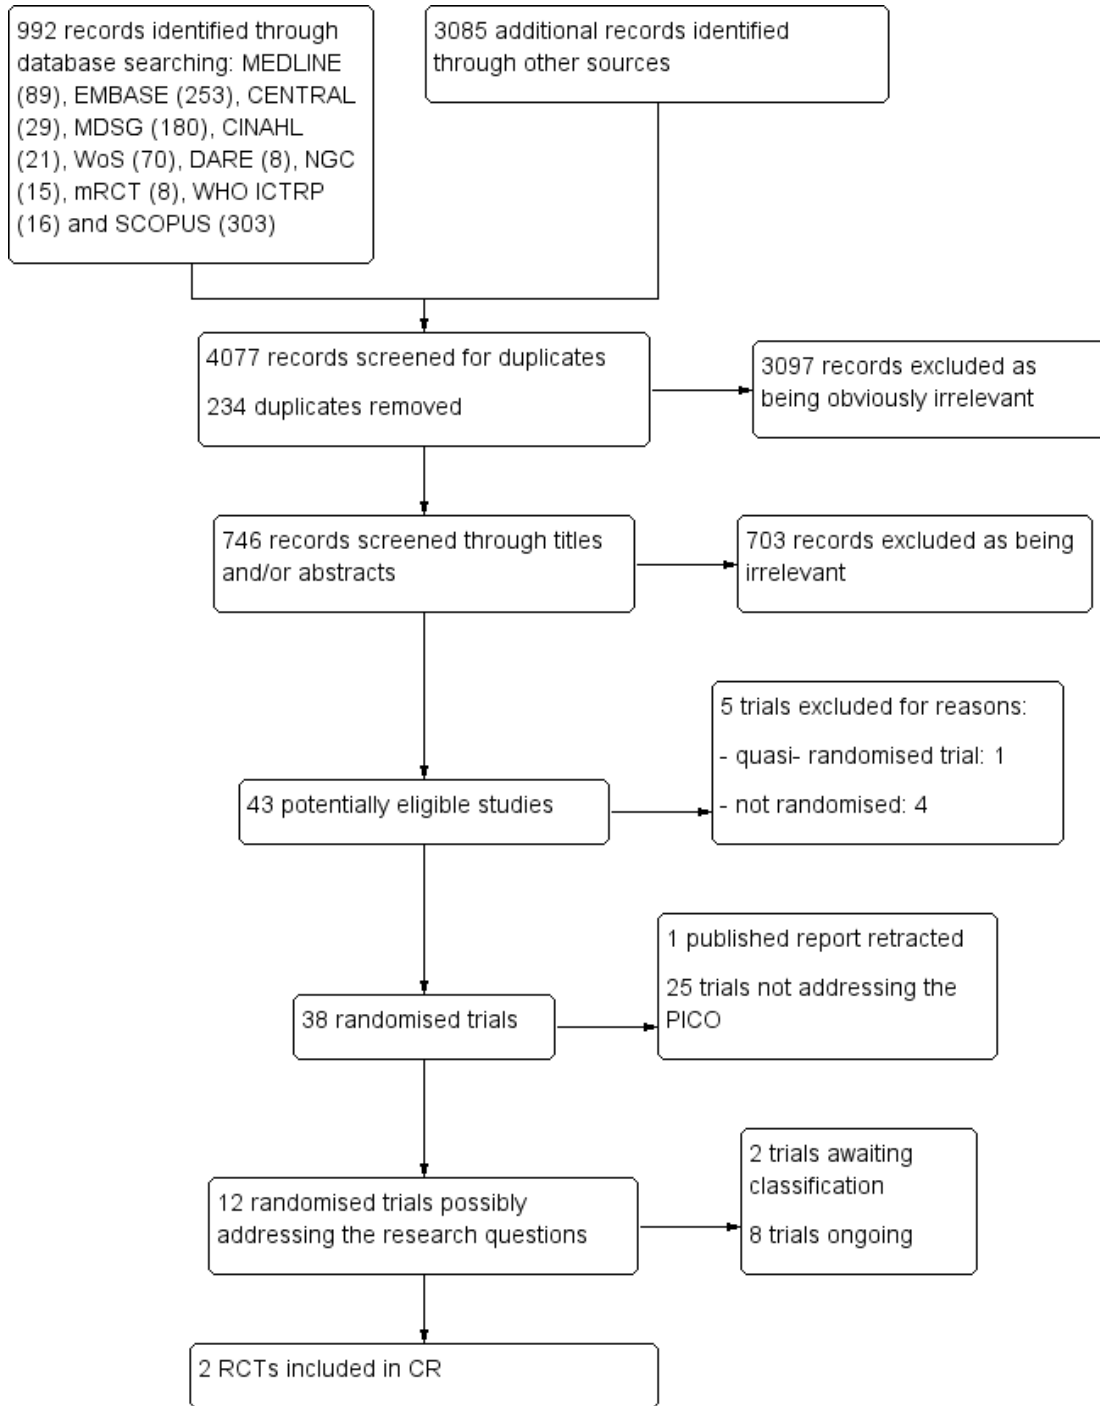 992 records identified through
database searching: MEDLINE
(89), EMBASE (253), CENTRAL
(29), MDSG (180), CINAHL
(21), WoS (70), DARE (8), NGC
(15), mRCT (8), WHO ICTRP
(16) and SCOPUS (303)
3085 additional records identified
through other sources
4077 records screened for duplicates
234 duplicates removed
3097 records excluded as
being obviously irrelevant
746 records screened through titles
and/or abstracts
703 records excluded as being
irrelevant
5 trials excluded for reasons:
- quasi- randomised trial: 1
- not randomised: 4
43 potentially eligible studies
1 published report retracted
25 trials not addressing the
PICO
38 randomised trials
2 trials awaiting
classification
8 trials ongoing
12 randomised trials possibly
addressing the research questions
2 RCTs included in CR